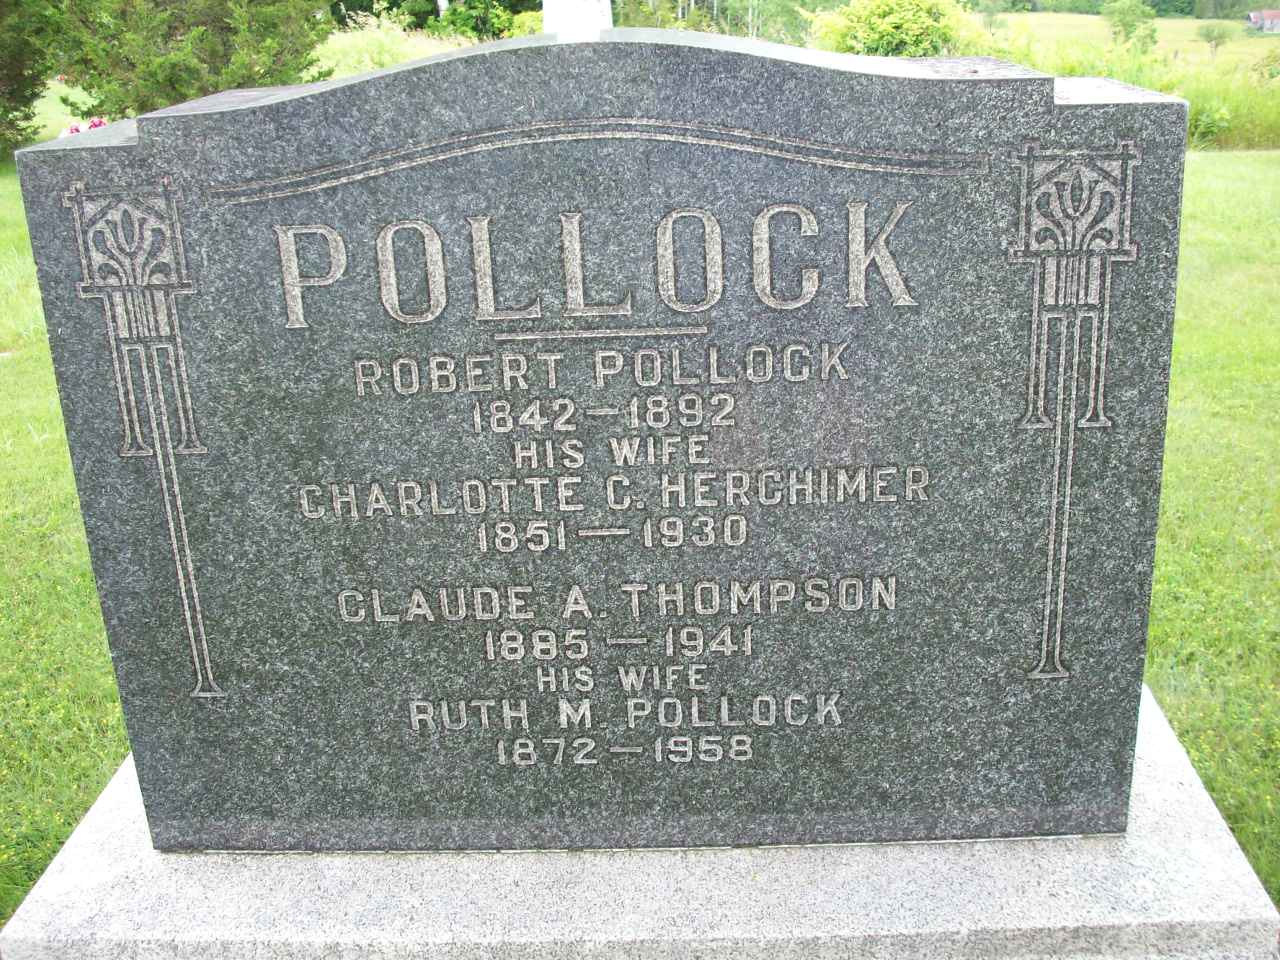 POLLOCK
ROBERT POLLOCK
1842-1892
HIS WIFE
CHARLOTTE C. HERCHIMER
1851-1930
CLAUDE A. THOMPSON
1885-1941
HIS WIFE
RUTH M. POLLOCK
1872-1958